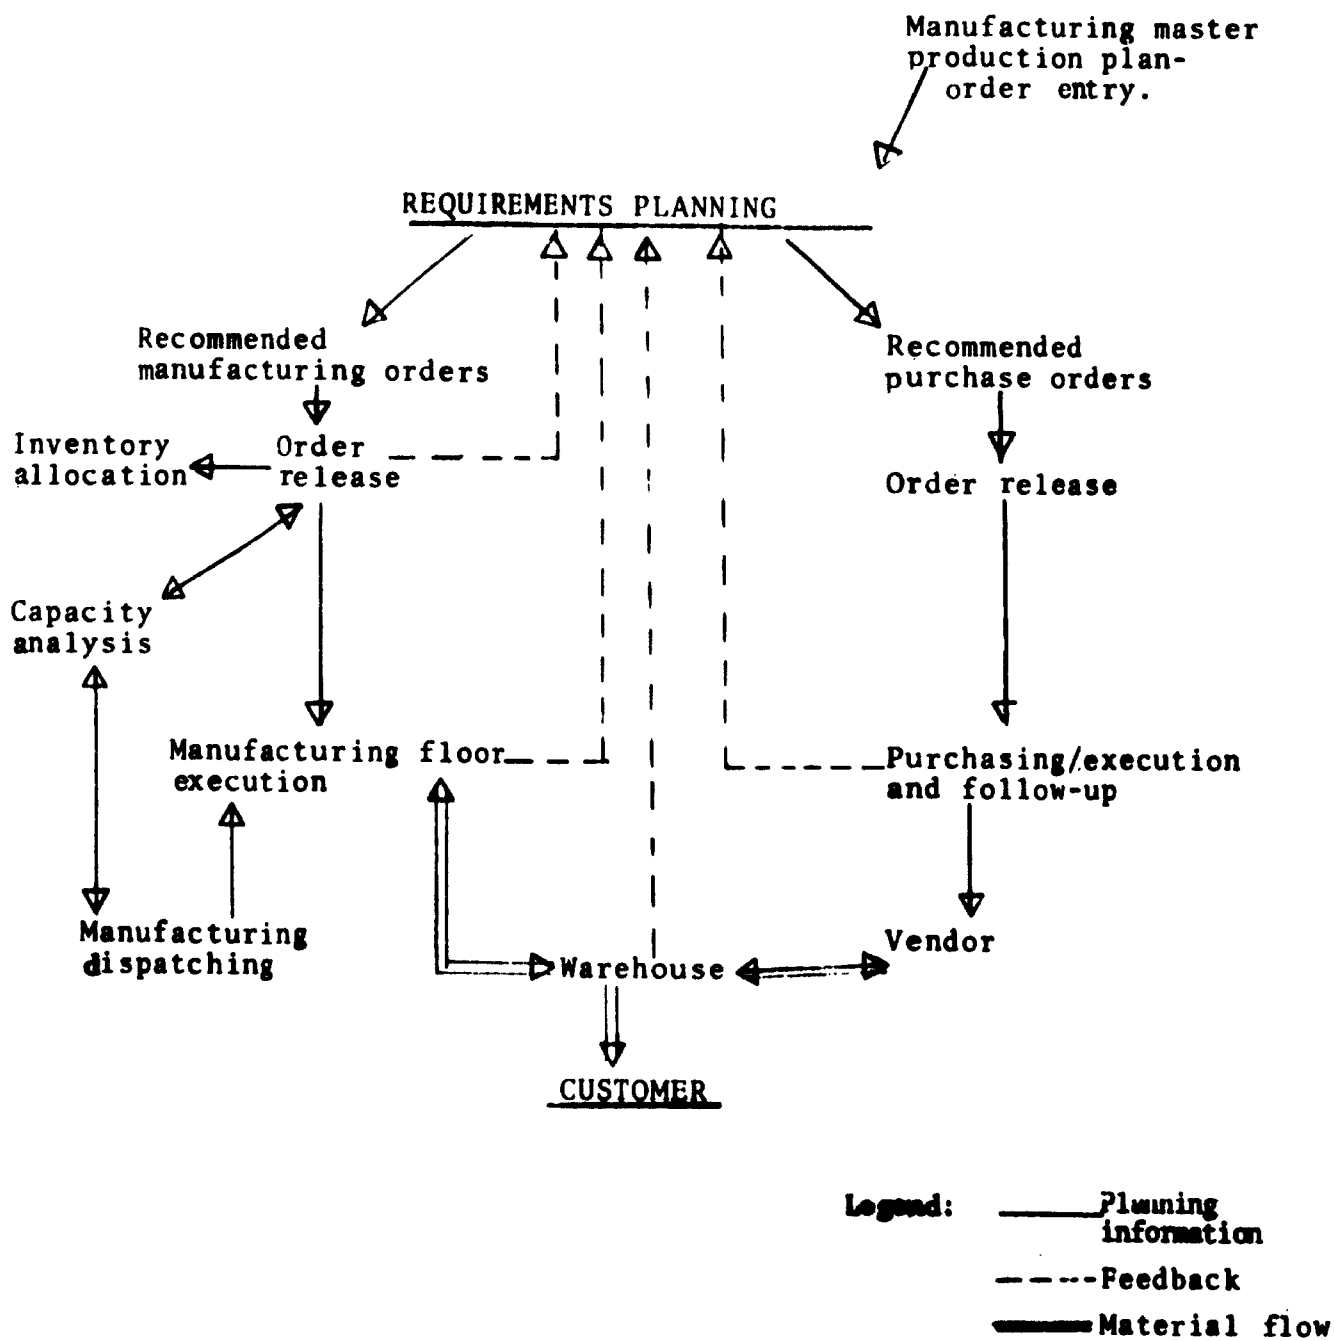 Manufacturing master
production plan-
order entry.
REQUIREMENTS PLANNING
Recommended
manufacturing orders
Recommended
purchase orders
Inventory
allocation
Order
release
Order release
Capacity
analysis
Manufacturing floor
execution
Purchasing/execution
and follow-up
Manufacturing
dispatching
Warehouse
Vendor
CUSTOMER
Legend:
Planning
information
Feedback
Material flow